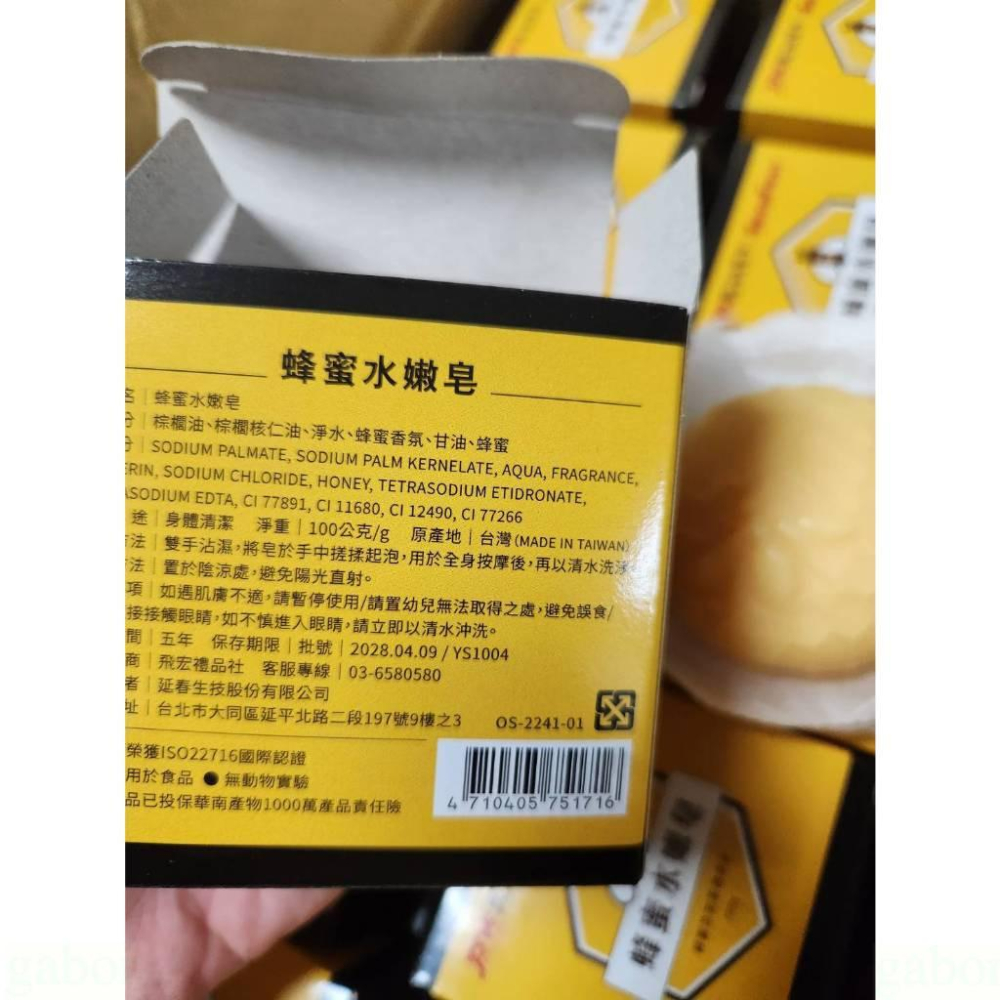 蜂蜜水嫩皂
名｜蜂蜜水嫩皂
分｜棕櫚油、棕櫚核仁油、淨水、蜂蜜香氛、甘油、蜂蜜
分｜SODIUM PALMATE, SODIUM PALM KERNELATE, AQUA, FRAGRANCE,
ERIN, SODIUM CHLORIDE, HONEY, TETRASODIUM ETIDRONATE,
ASODIUM EDTA, CI 77891, CI 11680, CI 12490, CI 77266
途｜身體清潔 淨重｜100公克/g 原產地｜台灣(MADE IN TAIWAN)
方法｜雙手沾濕，將皂於手中搓揉起泡，用於全身按摩後，再以清水洗淨
方法｜置於陰涼處，避免陽光直射。
項｜如遇肌膚不適，請暫停使用/請置幼兒無法取得之處，避免誤食/
接接觸眼睛，如不慎進入眼睛，請立即以清水沖洗。
間｜五年 保存期限｜批號｜2028.04.09 / YS1004
商｜飛宏禮品社 客服專線｜03-6580580
者｜延春生技股份有限公司
址｜台北市大同區延平北路二段197號9樓之3 OS-2241-01
榮獲ISO22716國際認證
用於食品 ●無動物實驗
品已投保華南產物1000萬產品責任險
4 710405 751716
蜂蜜水嫩皂
gabor
gabor